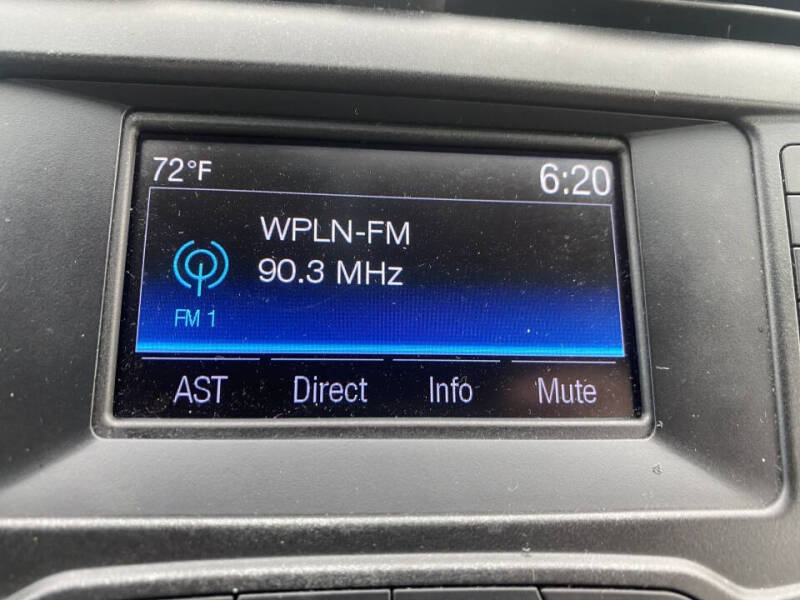 72°F 6:20
WPLN-FM
90.3 MHz
FM 1
AST Direct Info Mute